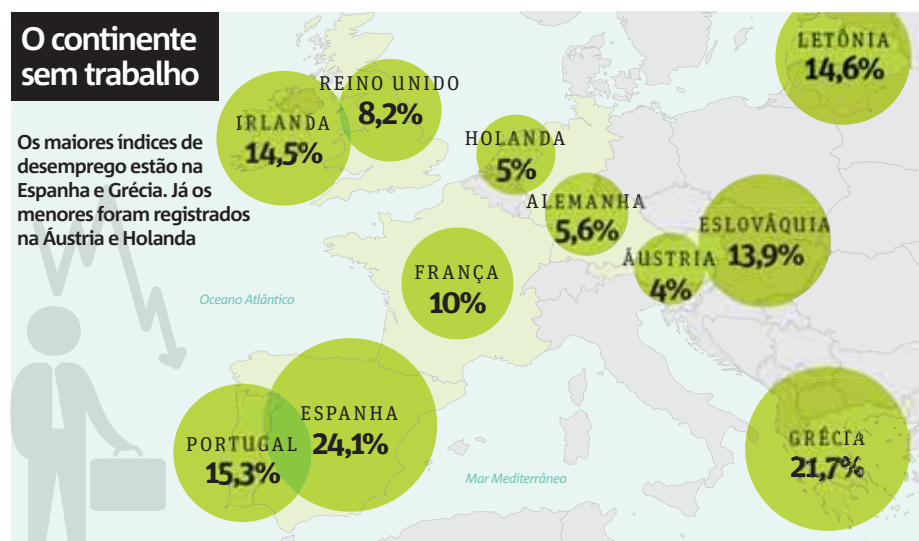 O continente
sem trabalho
Os maiores índices de
desemprego estão na
Espanha e Grécia. Já os
menores foram registrados
na Áustria e Holanda
LETÔNIA
14,6%
REINO UNIDO
8,2%
IRLANDA
14,5%
HOLANDA
5%
ALEMANHA
5,6%
ESLOVÁQUIA
13,9%
ÁUSTRIA
4%
FRANÇA
10%
Oceano Atlântico
ESPANHA
24,1%
PORTUGAL
15,3%
GRÉCIA
21,7%
Mar Mediterrâneo